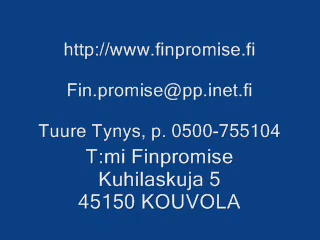 http://www.finpromise.fi
Fin.promise@pp.inet.fi
Tuure Tynys, p. 0500-755104
T:mi Finpromise
Kuhilaskuja 5
45150 KOUVOLA